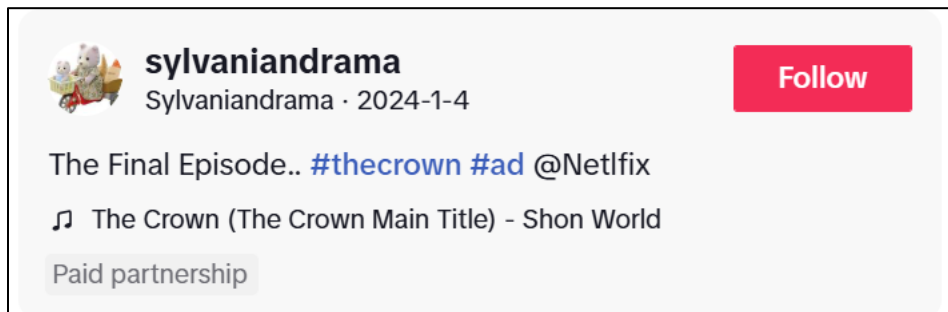 sylvaniandrama
Follow
Sylvaniandrama · 2024-1-4
The Final Episode.. #thecrown #ad @Netlfix
The Crown (The Crown Main Title) - Shon World
Paid partnership